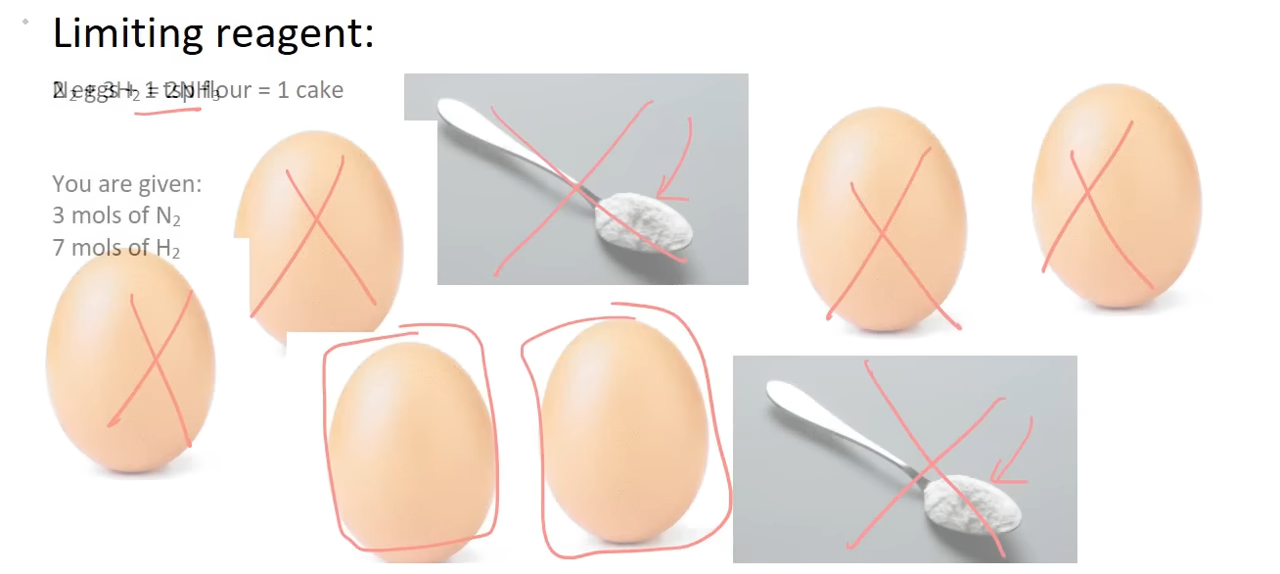 Limiting reagent:
flour = 1 cake
You are given:
3 mols of N₂
7 mols of H₂